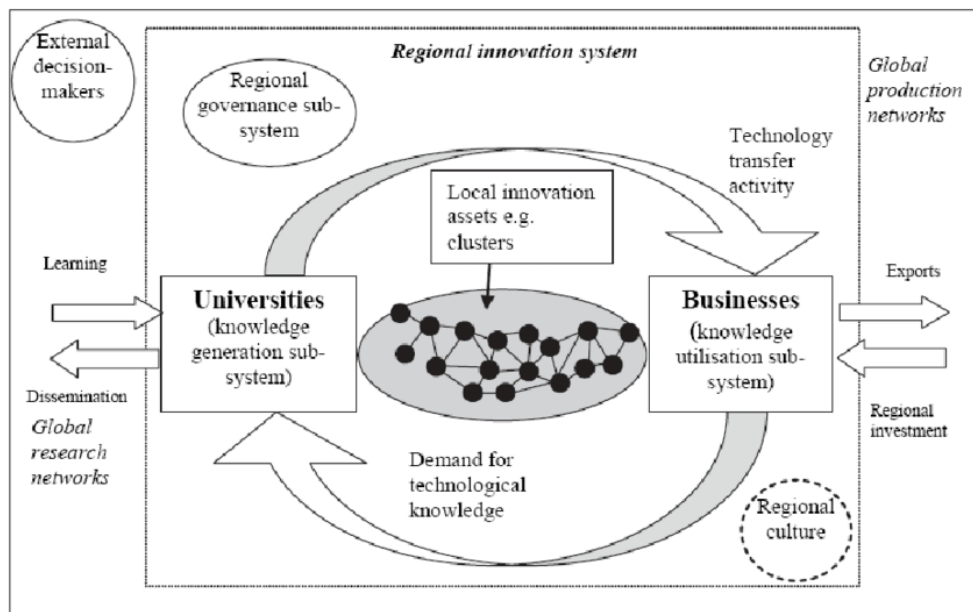 External
decision-
makers
Regional innovation system
Regional
governance sub-
system
Global
production
networks
Technology
transfer
activity
Local innovation
assets e.g.
clusters
Learning
Universities
(knowledge
generation sub-
system)
Businesses
(knowledge
utilisation sub-
system)
Exports
Dissemination
Global
research
networks
Regional
investment
Demand for
technological
knowledge
Regional
culture